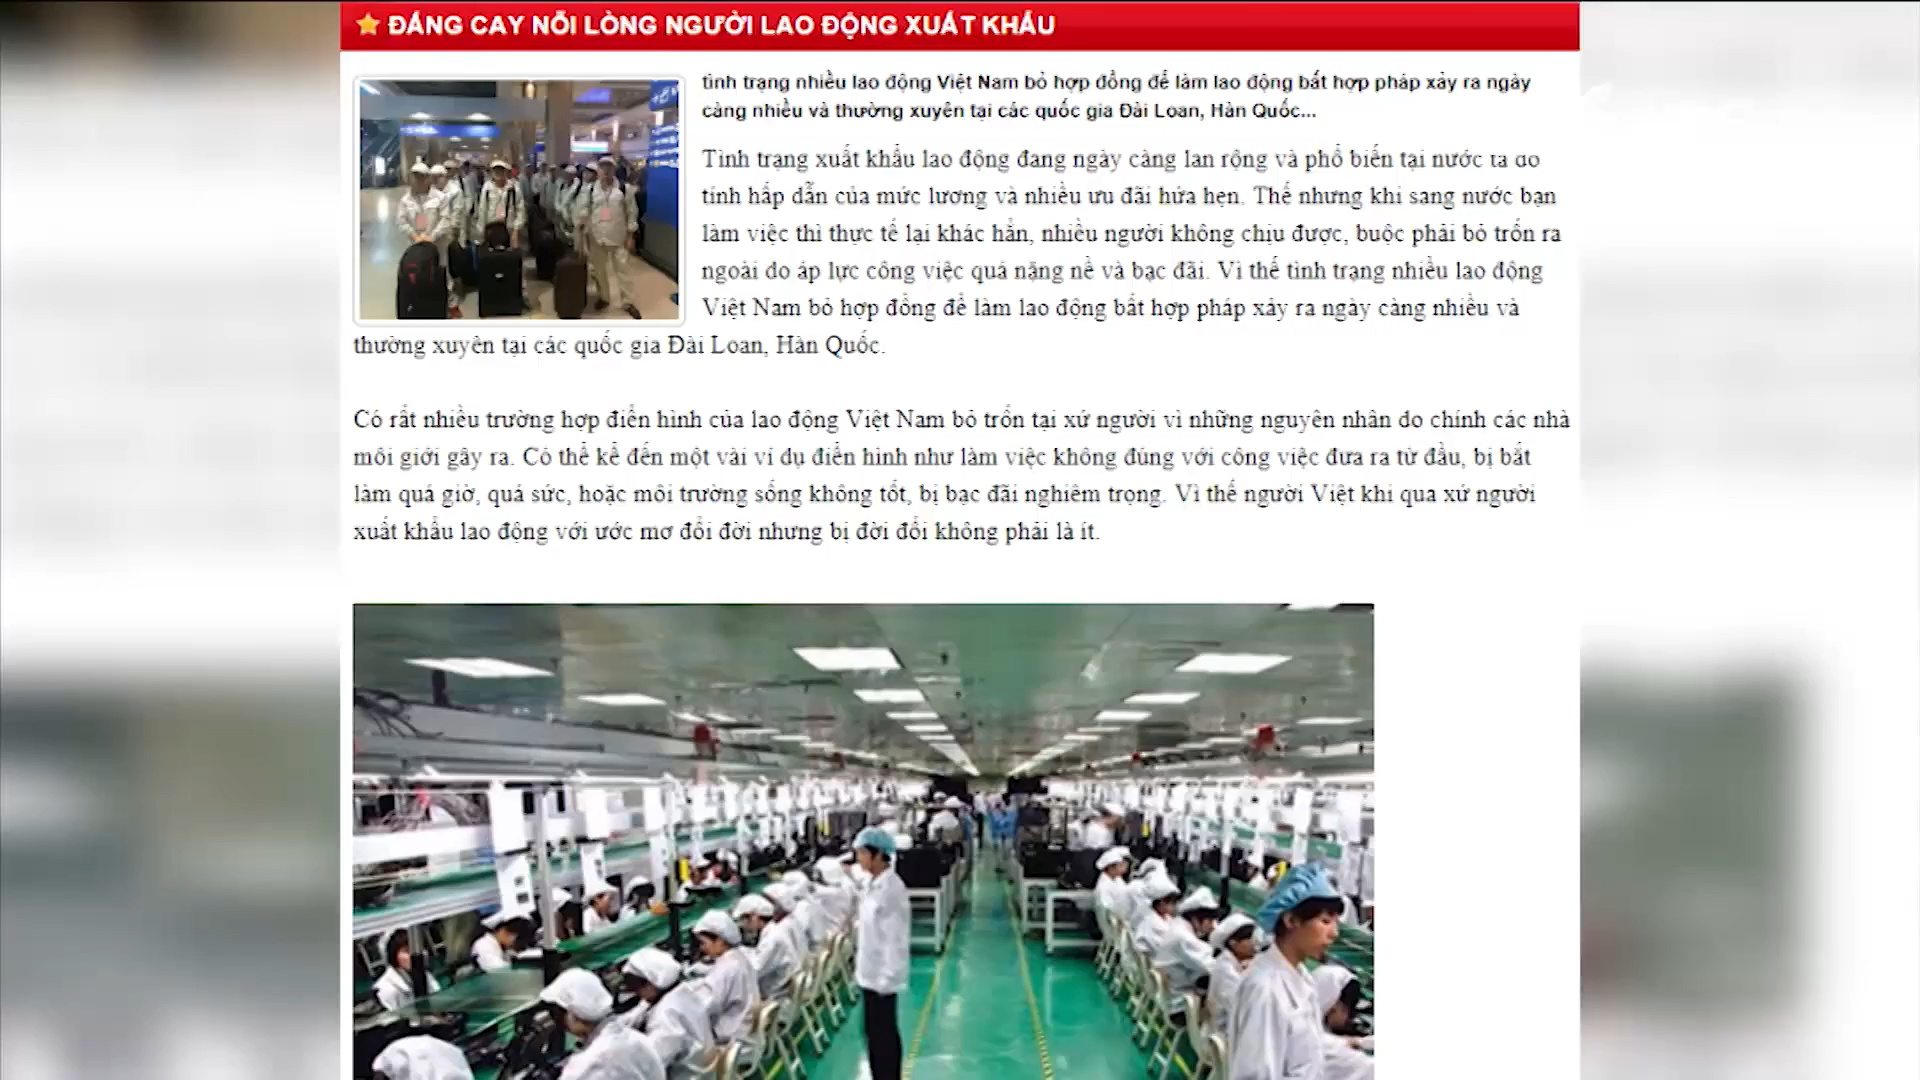 ĐẮNG CAY NỖI LÒNG NGƯỜI LAO ĐỘNG XUẤT KHẨU
tình trạng nhiều lao động Việt Nam bỏ hợp đồng để làm lao động bất hợp pháp xảy ra ngày
càng nhiều và thường xuyên tại các quốc gia Đài Loan, Hàn Quốc...
Tình trạng xuất khẩu lao động đang ngày càng lan rộng và phổ biến tại nước ta do
tính hấp dẫn của mức lương và nhiều ưu đãi hứa hẹn. Thế nhưng khi sang nước bạn
làm việc thì thực tế lại khác hẳn, nhiều người không chịu được, buộc phải bỏ trốn ra
ngoài do áp lực công việc quá nặng nề và bạc đãi. Vì thế tình trạng nhiều lao động
Việt Nam bỏ hợp đồng để làm lao động bất hợp pháp xảy ra ngày càng nhiều và
thường xuyên tại các quốc gia Đài Loan, Hàn Quốc.
Có rất nhiều trường hợp điển hình của lao động Việt Nam bỏ trốn tại xứ người vì những nguyên nhân do chính các nhà
môi giới gây ra. Có thể kể đến một vài ví dụ điển hình như làm việc không đúng với công việc đưa ra từ đầu, bị bắt
làm quá giờ, quá sức, hoặc môi trường sống không tốt, bị bạc đãi nghiêm trọng. Vì thế người Việt khi qua xứ người
xuất khẩu lao động với ước mơ đổi đời nhưng bị đời đổi không phải là ít.